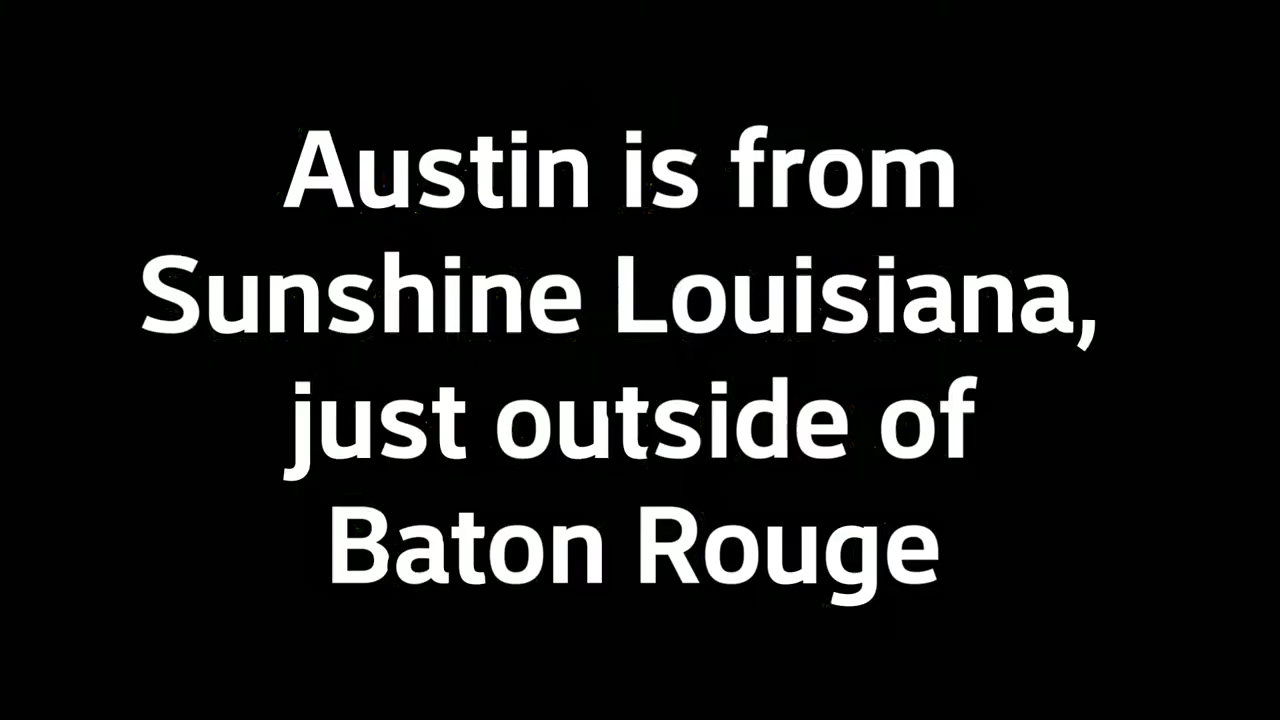 Austin is from
Sunshine Louisiana,
just outside of
Baton Rouge